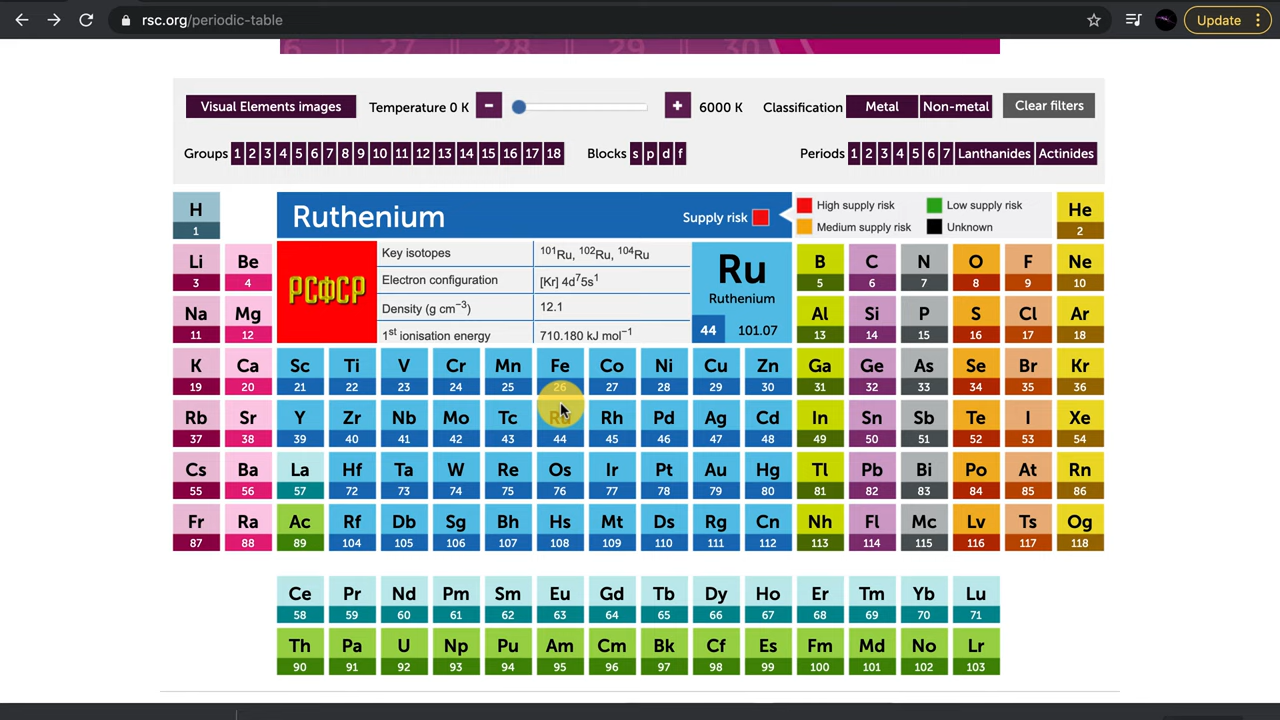 rsc.org/periodic-table
Update
6 27 28 29 30
Visual Elements images Temperature 0 K - + 6000 K Classification Metal Non-metal Clear filters
Groups 1 2 3 4 5 6 7 8 9 10 11 12 13 14 15 16 17 18 Blocks s p d f Periods 1 2 3 4 5 6 7 Lanthanides Actinides
H
1
Ruthenium
Supply risk
High supply risk
Low supply risk
Medium supply risk
Unknown
He
2
РСФСР
Key isotopes ¹⁰¹Ru, ¹⁰²Ru, ¹⁰⁴Ru
Electron configuration [Kr] 4d⁷5s¹
Density (g cm⁻³) 12.1
1ˢᵗ ionisation energy 710.180 kJ mol⁻¹
Ru
Ruthenium
44 101.07
Li Be B C N O F Ne
3 4 5 6 7 8 9 10
Na Mg Al Si P S Cl Ar
11 12 13 14 15 16 17 18
K Ca Sc Ti V Cr Mn Fe Co Ni Cu Zn Ga Ge As Se Br Kr
19 20 21 22 23 24 25 26 27 28 29 30 31 32 33 34 35 36
Rb Sr Y Zr Nb Mo Tc Ru Rh Pd Ag Cd In Sn Sb Te I Xe
37 38 39 40 41 42 43 44 45 46 47 48 49 50 51 52 53 54
Cs Ba La Hf Ta W Re Os Ir Pt Au Hg Tl Pb Bi Po At Rn
55 56 57 72 73 74 75 76 77 78 79 80 81 82 83 84 85 86
Fr Ra Ac Rf Db Sg Bh Hs Mt Ds Rg Cn Nh Fl Mc Lv Ts Og
87 88 89 104 105 106 107 108 109 110 111 112 113 114 115 116 117 118
Ce Pr Nd Pm Sm Eu Gd Tb Dy Ho Er Tm Yb Lu
58 59 60 61 62 63 64 65 66 67 68 69 70 71
Th Pa U Np Pu Am Cm Bk Cf Es Fm Md No Lr
90 91 92 93 94 95 96 97 98 99 100 101 102 103